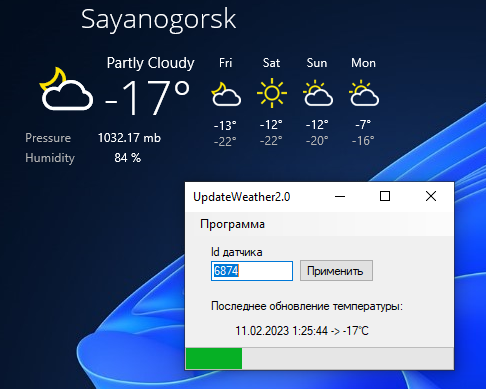 Sayanogorsk
Partly Cloudy
-17°
Fri Sat Sun Mon
-13° -12° -12° -7°
-22° -22° -20° -16°
Pressure 1032.17 mb
Humidity 84 %
UpdateWeather2.0
Программа
Id датчика
6874 Применить
Последнее обновление температуры:
11.02.2023 1:25:44 -> -17°C